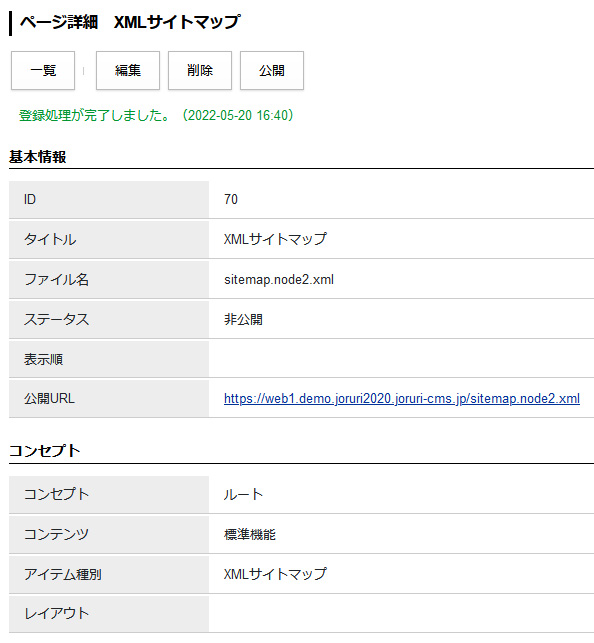 ページ詳細　XMLサイトマップ
一覧 編集 削除 公開
登録処理が完了しました。（2022-05-20 16:40）
基本情報
ID 70
タイトル XMLサイトマップ
ファイル名 sitemap.node2.xml
ステータス 非公開
表示順
公開URL https://web1.demo.joruri2020.joruri-cms.jp/sitemap.node2.xml
コンセプト
コンセプト ルート
コンテンツ 標準機能
アイテム種別 XMLサイトマップ
レイアウト